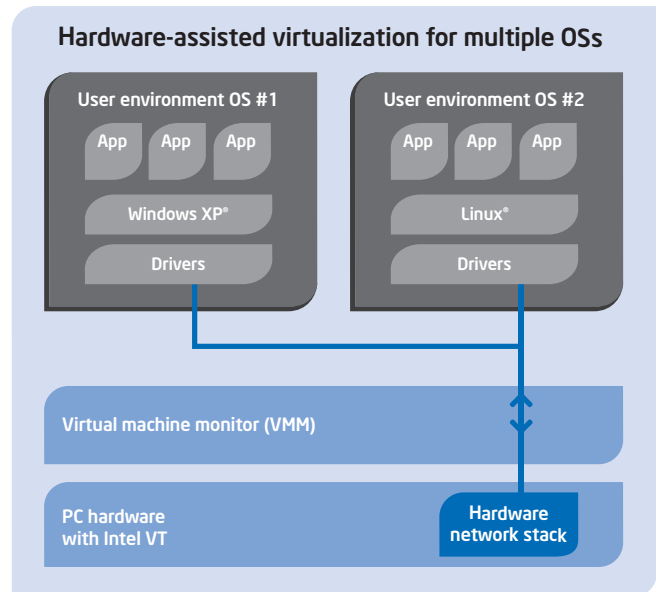 Hardware-assisted virtualization for multiple OSs
User environment OS #1
App App App
Windows XP®
Drivers
User environment OS #2
App App App
Linux®
Drivers
Virtual machine monitor (VMM)
PC hardware
with Intel VT
Hardware
network stack